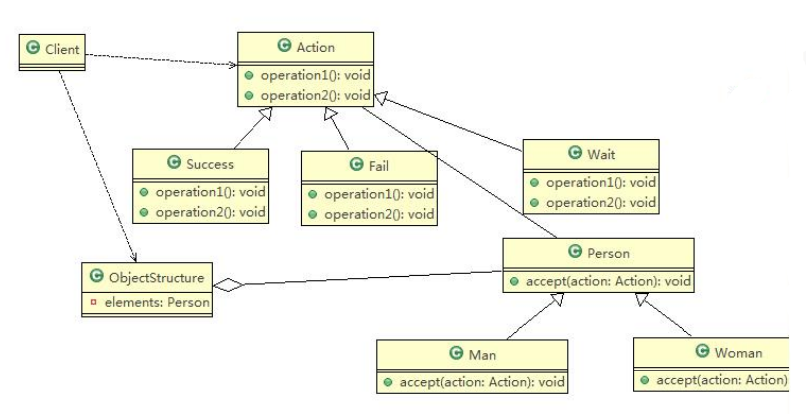 Client
Action
operation1(): void
operation2(): void
Success
operation1(): void
operation2(): void
Fail
operation1(): void
operation2(): void
Wait
operation1(): void
operation2(): void
ObjectStructure
elements: Person
Person
accept(action: Action): void
Man
accept(action: Action): void
Woman
accept(action: Action)